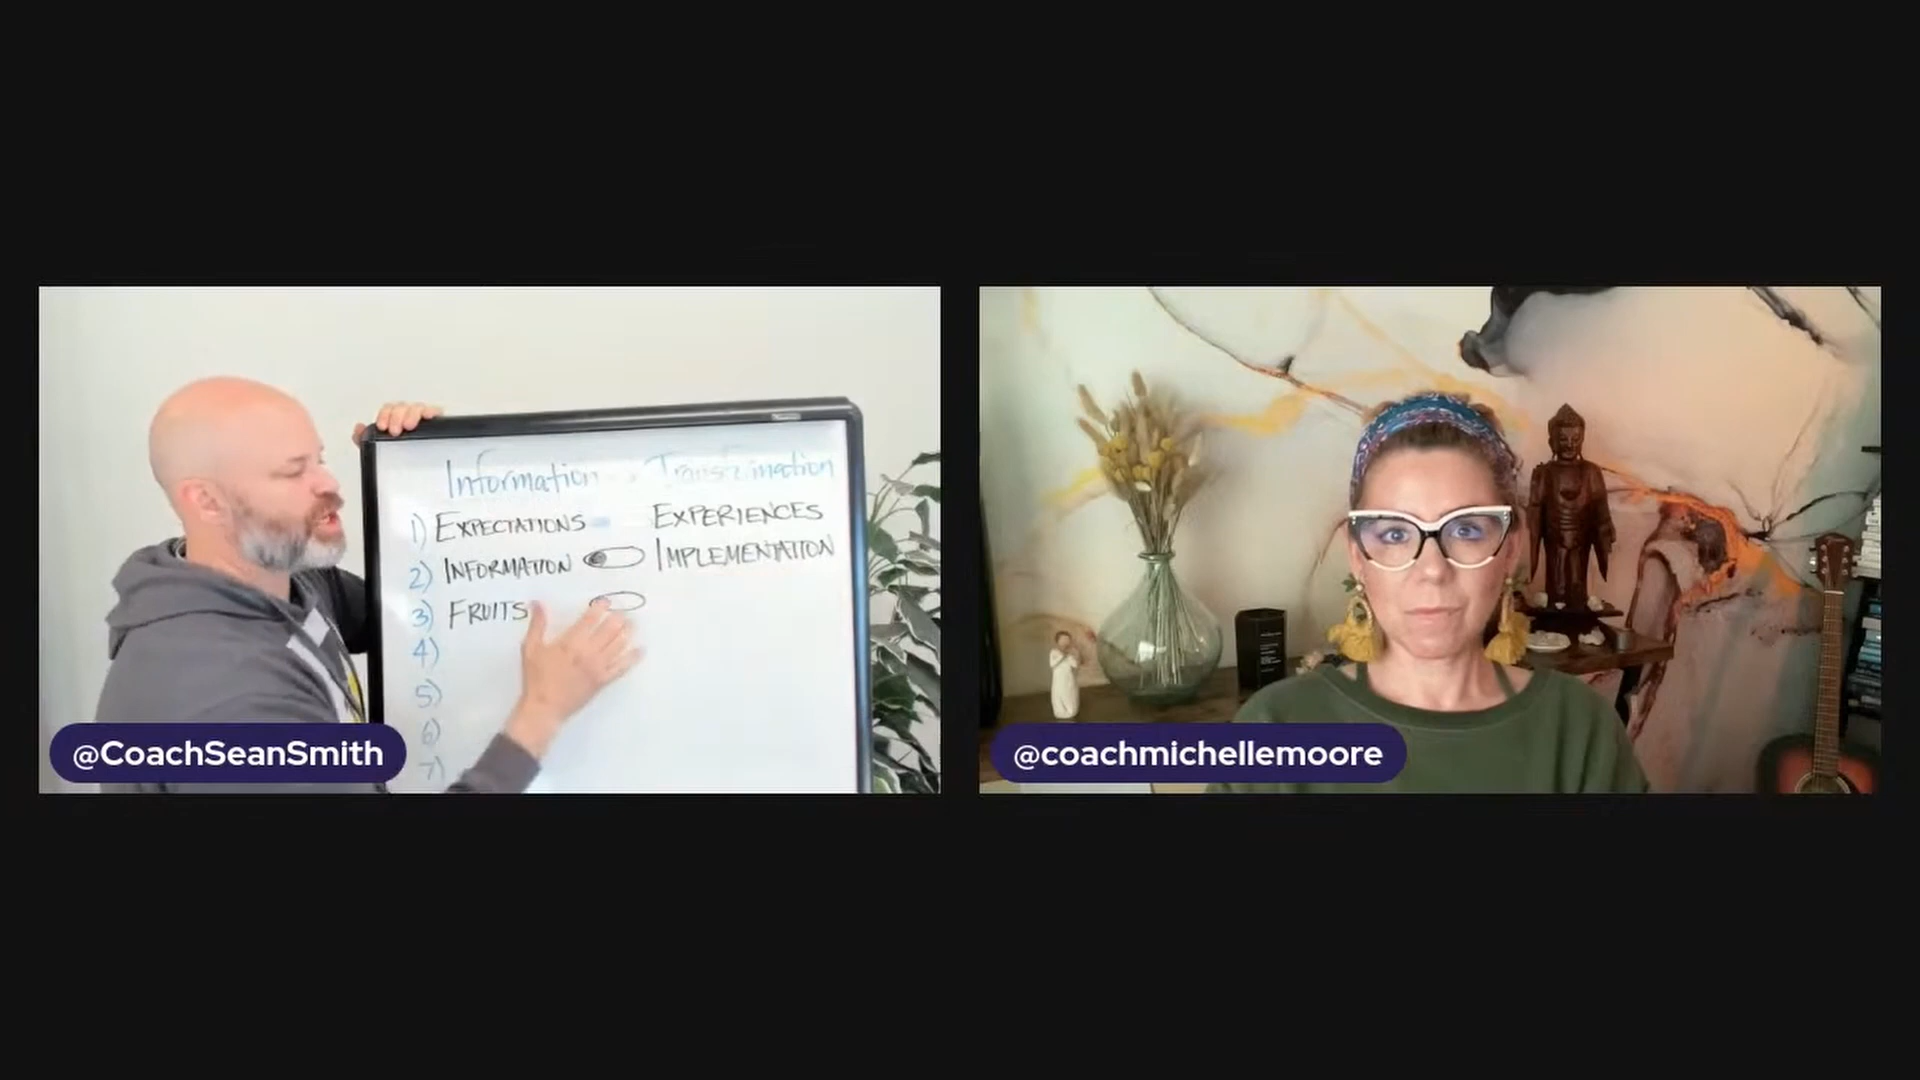 Information Transformation
1) EXPECTATIONS EXPERIENCES
2) INFORMATION IMPLEMENTATION
3) FRUITS
4)
5)
6)
7)
@CoachSeanSmith
@coachmichellemoore